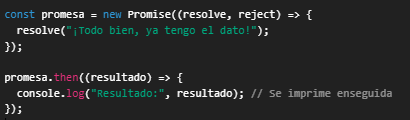 const promesa = new Promise((resolve, reject) => {
  resolve("¡Todo bien, ya tengo el dato!");
});

promesa.then((resultado) => {
  console.log("Resultado:", resultado); // Se imprime enseguida
});